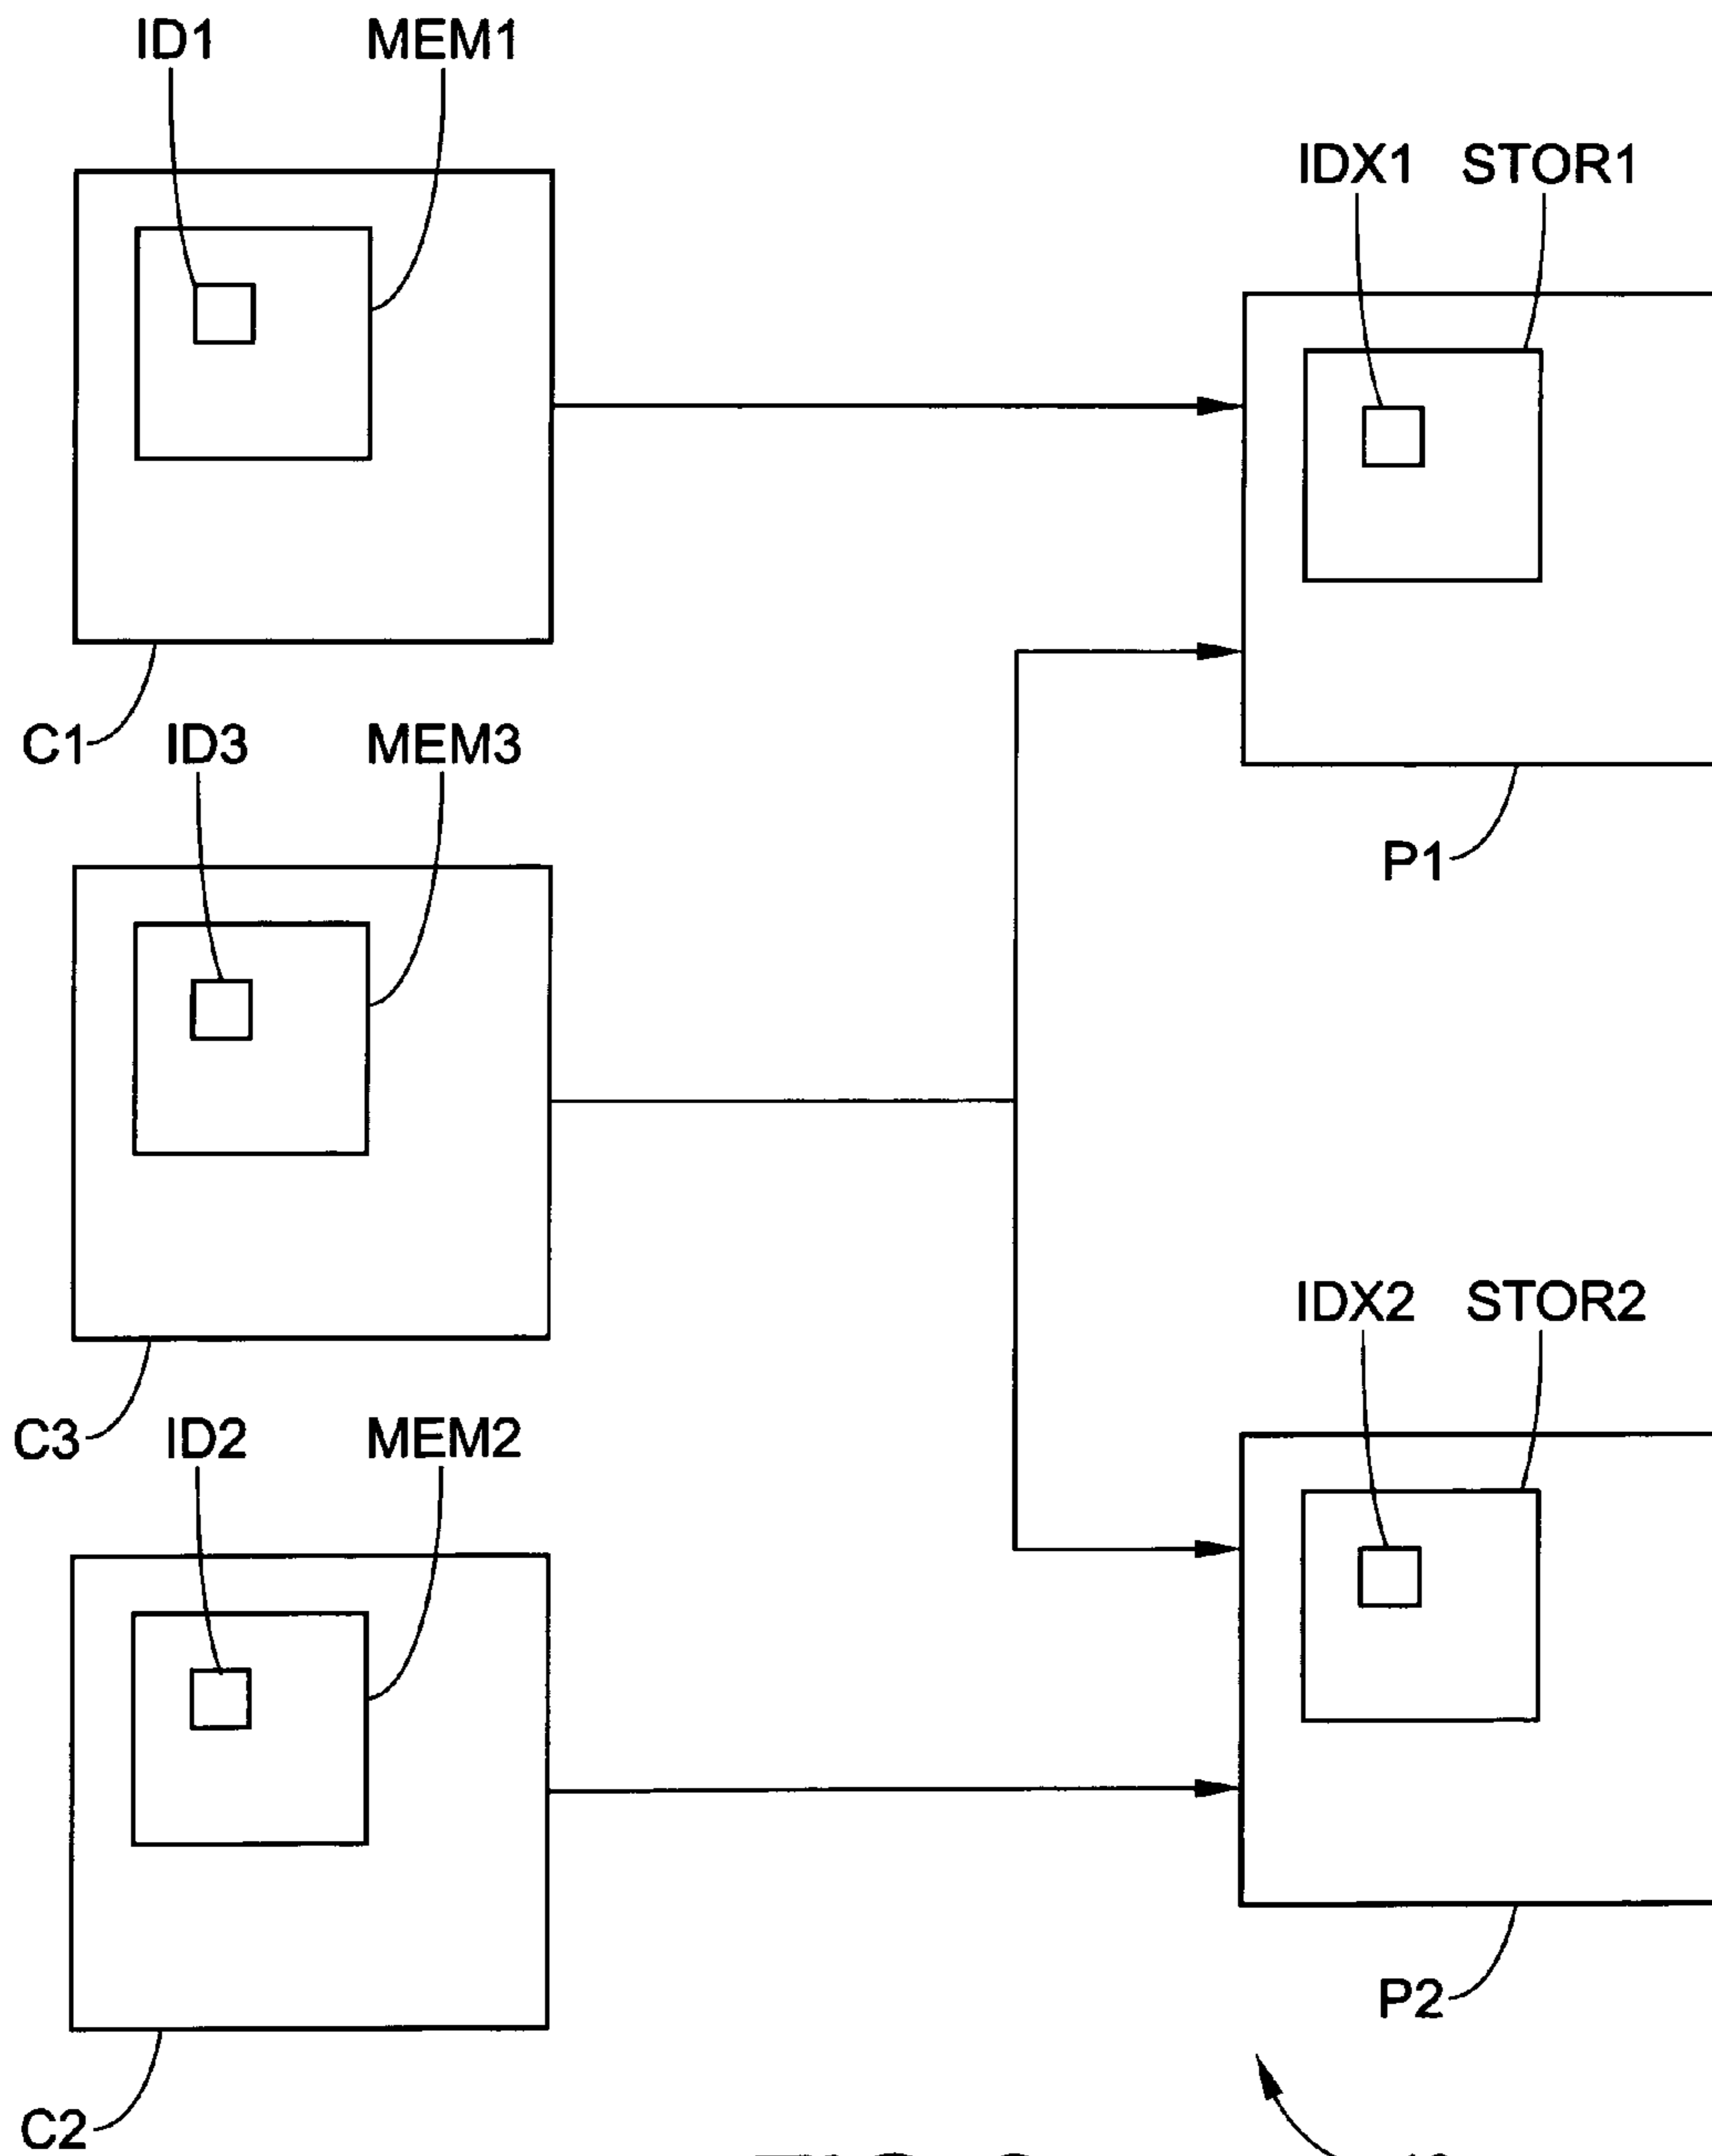 ID1 MEM1
IDX1 STOR1
C1 ID3 MEM3
P1
IDX2 STOR2
C3 ID2 MEM2
P2
C2